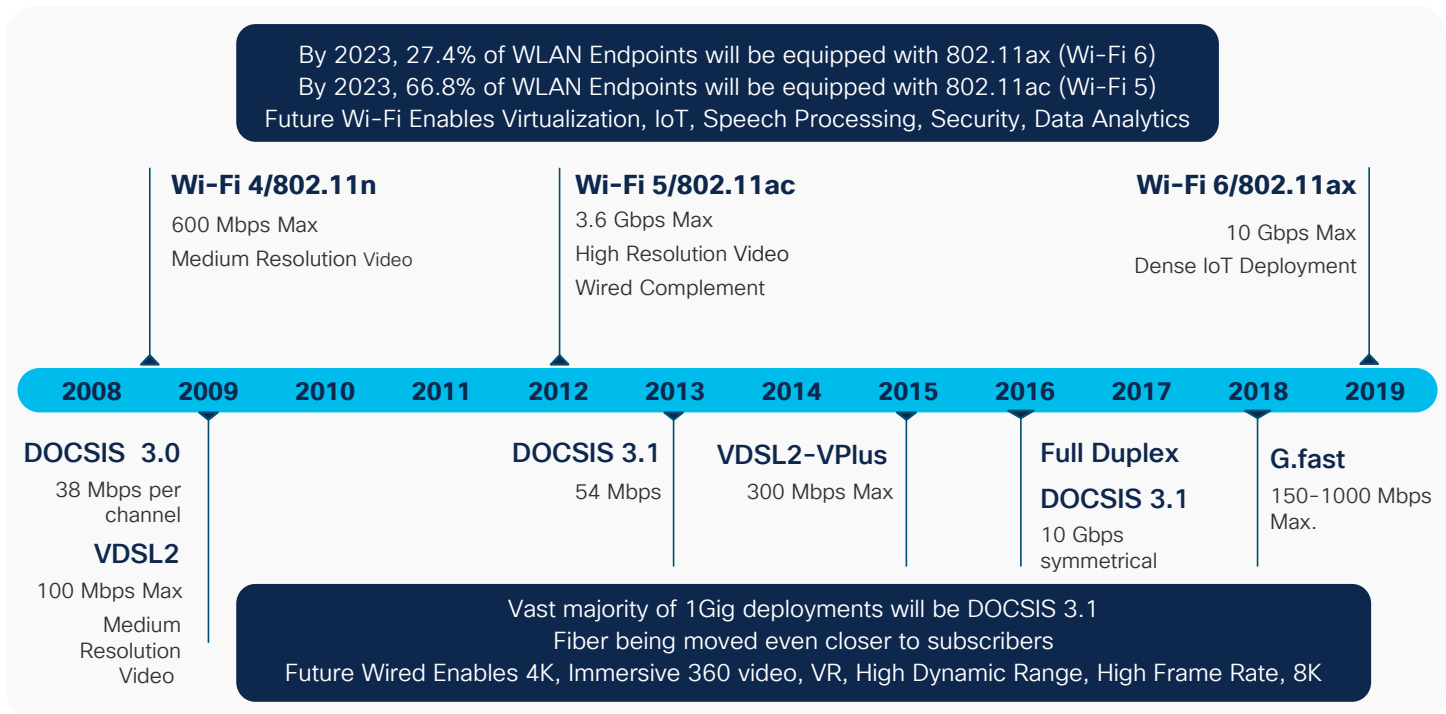 By 2023, 27.4% of WLAN Endpoints will be equipped with 802.11ax (Wi-Fi 6)
By 2023, 66.8% of WLAN Endpoints will be equipped with 802.11ac (Wi-Fi 5)
Future Wi-Fi Enables Virtualization, IoT, Speech Processing, Security, Data Analytics
Wi-Fi 4/802.11n
600 Mbps Max
Medium Resolution Video
Wi-Fi 5/802.11ac
3.6 Gbps Max
High Resolution Video
Wired Complement
Wi-Fi 6/802.11ax
10 Gbps Max
Dense IoT Deployment
2008 2009 2010 2011 2012 2013 2014 2015 2016 2017 2018 2019
DOCSIS 3.0
38 Mbps per
channel
VDSL2
100 Mbps Max
Medium
Resolution
Video
DOCSIS 3.1
54 Mbps
VDSL2-VPlus
300 Mbps Max
Full Duplex
DOCSIS 3.1
10 Gbps
symmetrical
G.fast
150-1000 Mbps
Max.
Vast majority of 1Gig deployments will be DOCSIS 3.1
Fiber being moved even closer to subscribers
Future Wired Enables 4K, Immersive 360 video, VR, High Dynamic Range, High Frame Rate, 8K